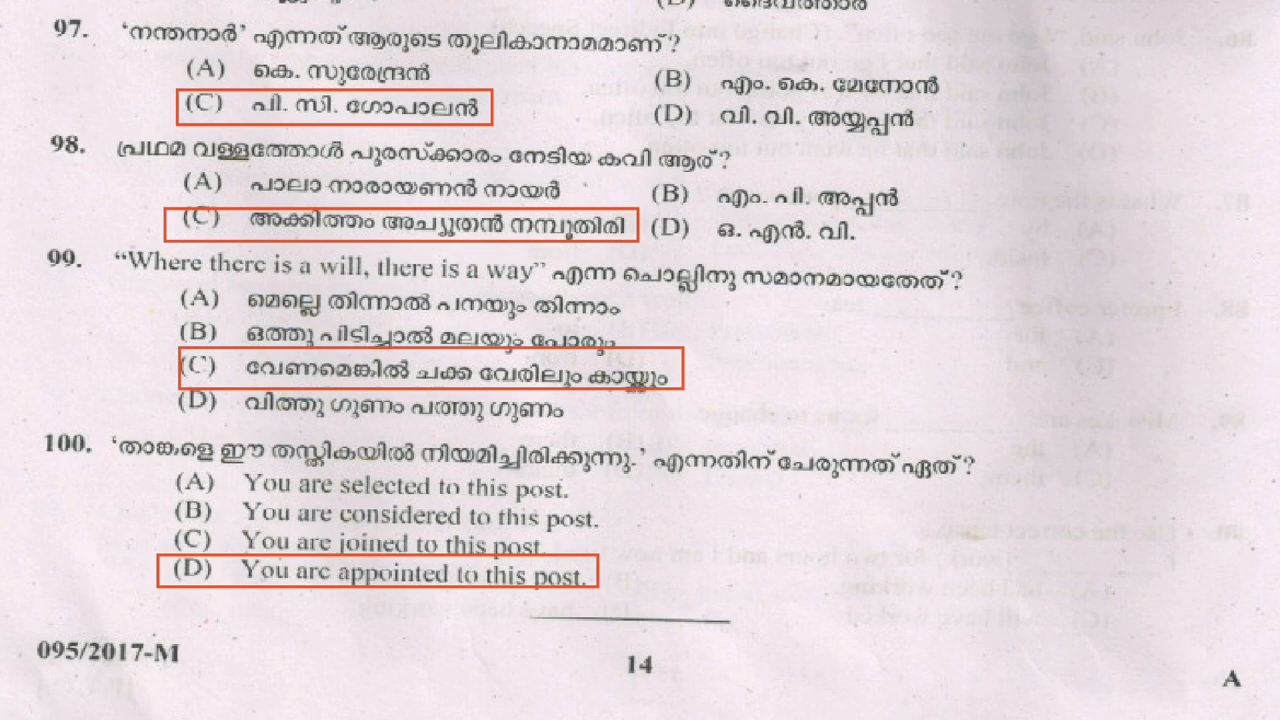 (D) ദൈവത്താർ
97. 'നന്തനാർ' എന്നത് ആരുടെ തൂലികാനാമമാണ് ?
(A) കെ. സുരേന്ദ്രൻ
(B) എം. കെ. മേനോൻ
(C) പി. സി. ഗോപാലൻ
(D) വി. വി. അയ്യപ്പൻ
98. പ്രഥമ വള്ളത്തോൾ പുരസ്ക്കാരം നേടിയ കവി ആര് ?
(A) പാലാ നാരായണൻ നായർ
(B) എം. പി. അപ്പൻ
(C) അക്കിത്തം അച്യുതൻ നമ്പൂതിരി
(D) ഒ. എൻ. വി.
99. "Where there is a will, there is a way" എന്ന ചൊല്ലിനു സമാനമായതേത് ?
(A) മെല്ലെ തിന്നാൽ പനയും തിന്നാം
(B) ഒത്തു പിടിച്ചാൽ മലയും പോരും
(C) വേണമെങ്കിൽ ചക്ക വേരിലും കായ്ക്കും
(D) വിത്തു ഗുണം പത്തു ഗുണം
100. 'താങ്കളെ ഈ തസ്തികയിൽ നിയമിച്ചിരിക്കുന്നു.' എന്നതിന് ചേരുന്നത് ഏത് ?
(A) You are selected to this post.
(B) You are considered to this post.
(C) You are joined to this post
(D) You are appointed to this post.
095/2017-M
14
A